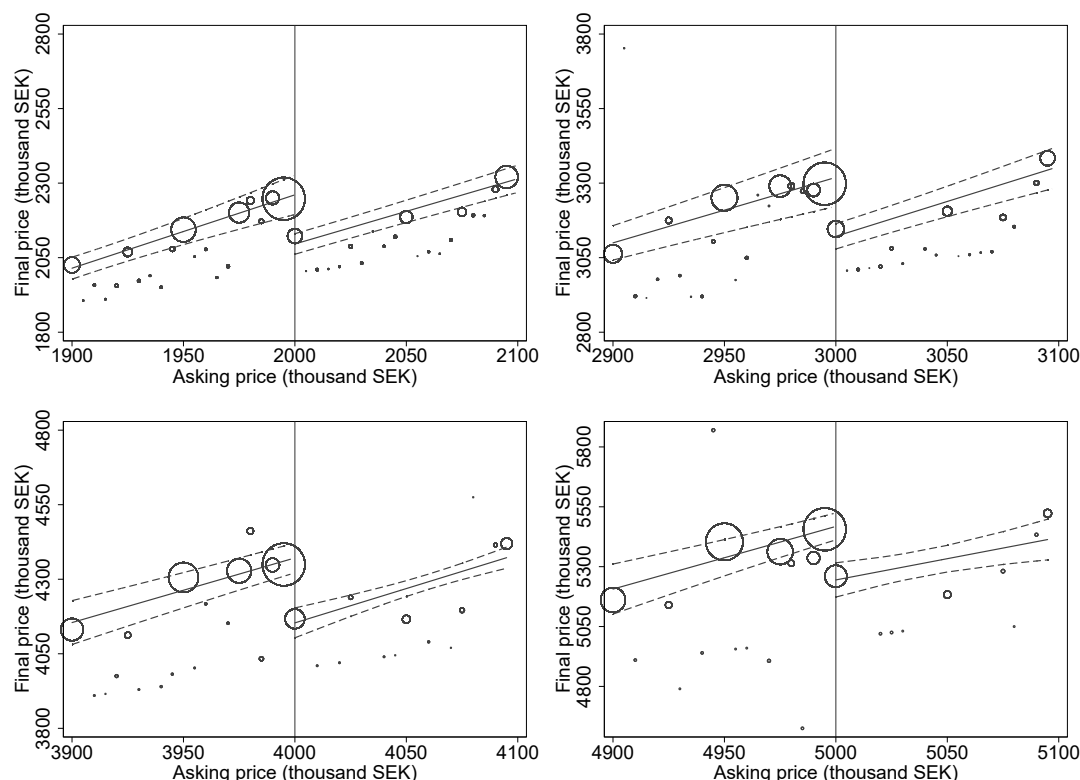 Final price (thousand SEK)
2800
2550
2300
2050
1800
1900 1950 2000 2050 2100
Asking price (thousand SEK)
Final price (thousand SEK)
3800
3550
3300
3050
2800
2900 2950 3000 3050 3100
Asking price (thousand SEK)
Final price (thousand SEK)
4800
4550
4300
4050
3800
3900 3950 4000 4050 4100
Asking price (thousand SEK)
Final price (thousand SEK)
5800
5550
5300
5050
4800
4900 4950 5000 5050 5100
Asking price (thousand SEK)